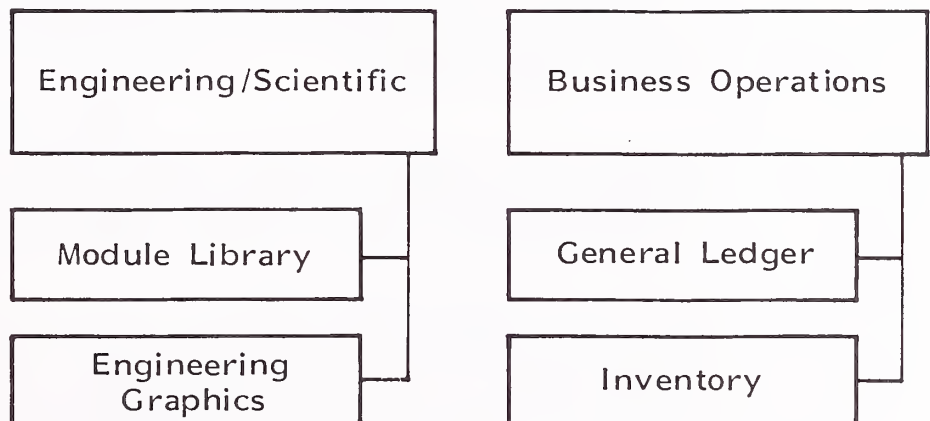 Engineering/Scientific
Module Library
Engineering
Graphics
Business Operations
General Ledger
Inventory